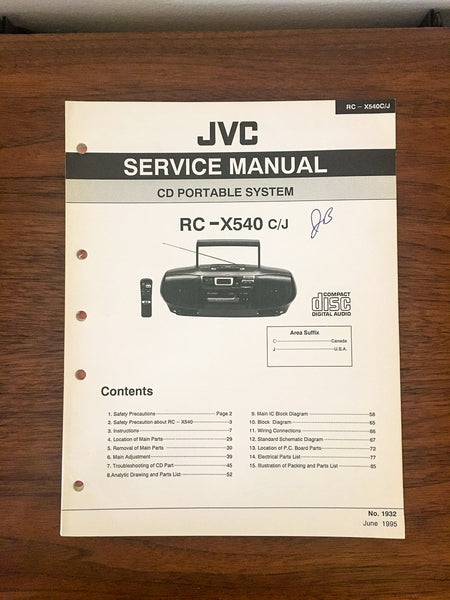 RC - X540C/J
JVC
SERVICE MANUAL
CD PORTABLE SYSTEM
RC -X540 C/J
JB
COMPACT
disc
DIGITAL AUDIO
Area Suffix
C Canada
J U.S.A.
Contents
1. Safety Precautions Page 2
2. Safety Precaution about RC - X540 3
3. Instructions 7
4. Location of Main Parts 29
5. Removal of Main Parts 30
6. Main Adjustment 39
7. Troubleshooting of CD Part 45
8.Analytic Drawing and Parts List 52
9. Main IC Block Diagram 58
10. Block Diagram 65
11. Wiring Connections 66
12. Standard Schematic Diagram 67
13. Location of P.C. Board Parts 72
14. Electrical Parts List 77
15. Illustration of Packing and Parts List 85
No. 1932
June 1995